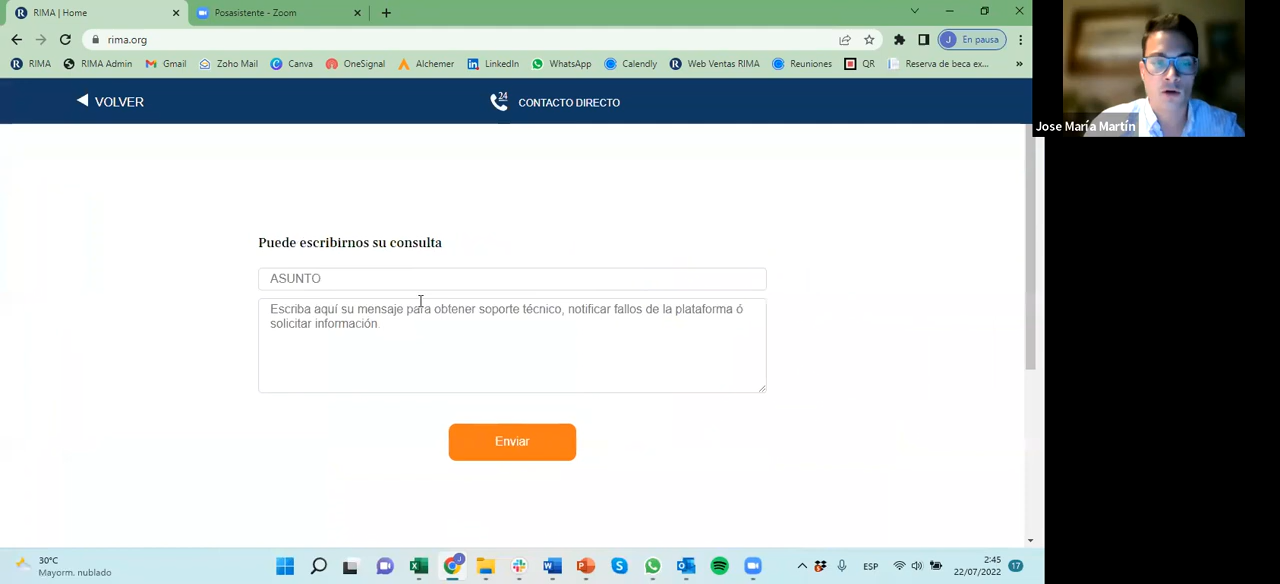 RIMA | Home
Posasistente - Zoom
rima.org
J En pausa
RIMA
RIMA Admin
Gmail
Zoho Mail
Canva
OneSignal
Alchemer
LinkedIn
WhatsApp
Calendly
Web Ventas RIMA
Reuniones
QR
Reserva de beca ex...
»
VOLVER
24
CONTACTO DIRECTO
Jose María Martín
Puede escribirnos su consulta
ASUNTO
Escriba aquí su mensaje para obtener soporte técnico, notificar fallos de la plataforma ó
solicitar información.
Enviar
30°C
Mayorm. nublado
ESP
2:45
22/07/2022
17